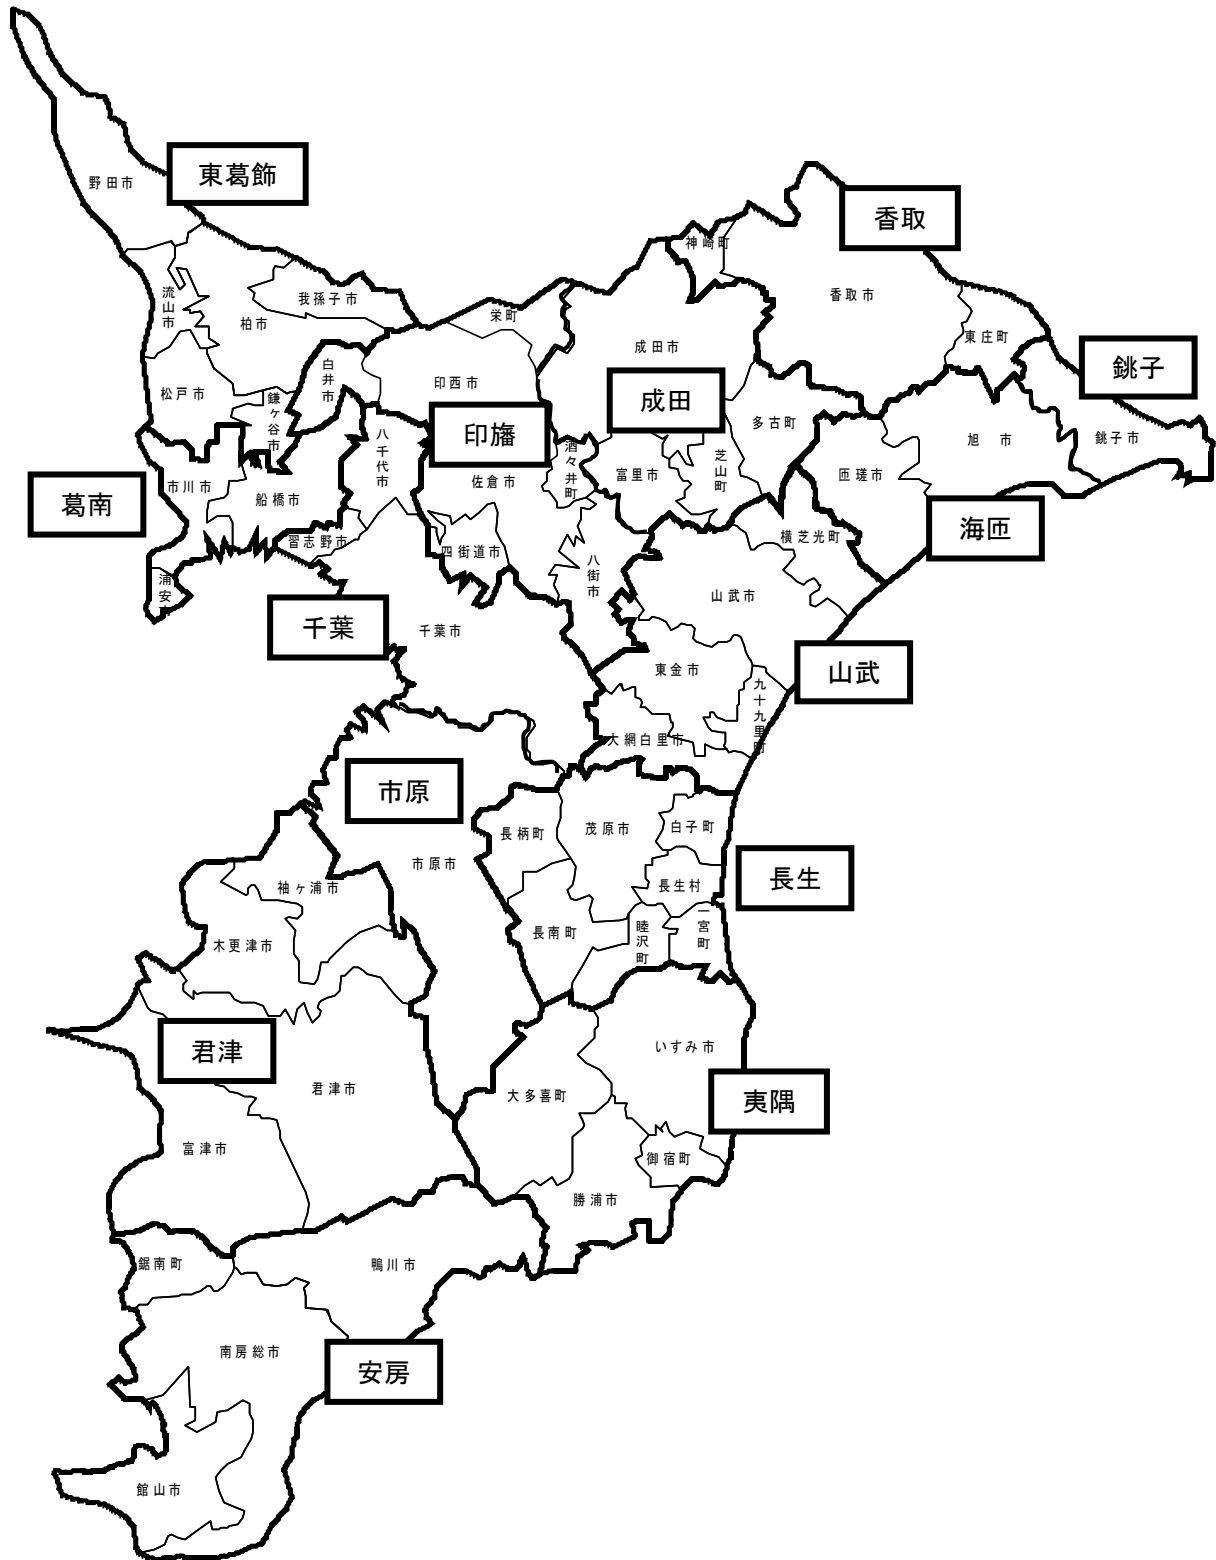 東葛飾
野田市
香取
神崎町
流山市
我孫子市
香取市
柏市
栄町
東庄町
成田市
銚子
白井市
印西市
松戸市
成田
鎌ヶ谷市
印旛
多古町
八千代市
旭市
銚子市
酒々井町
芝山町
富里市
匝瑳市
佐倉市
市川市
船橋市
葛南
海匝
習志野市
四街道市
横芝光町
八街市
浦安市
山武市
千葉
千葉市
東金市
山武
九十九里町
大網白里市
市原
長柄町
茂原市
白子町
市原市
長生
袖ヶ浦市
長生村
長南町
睦沢町
一宮町
木更津市
君津
いすみ市
君津市
大多喜町
夷隅
富津市
御宿町
勝浦市
鋸南町
鴨川市
南房総市
安房
館山市